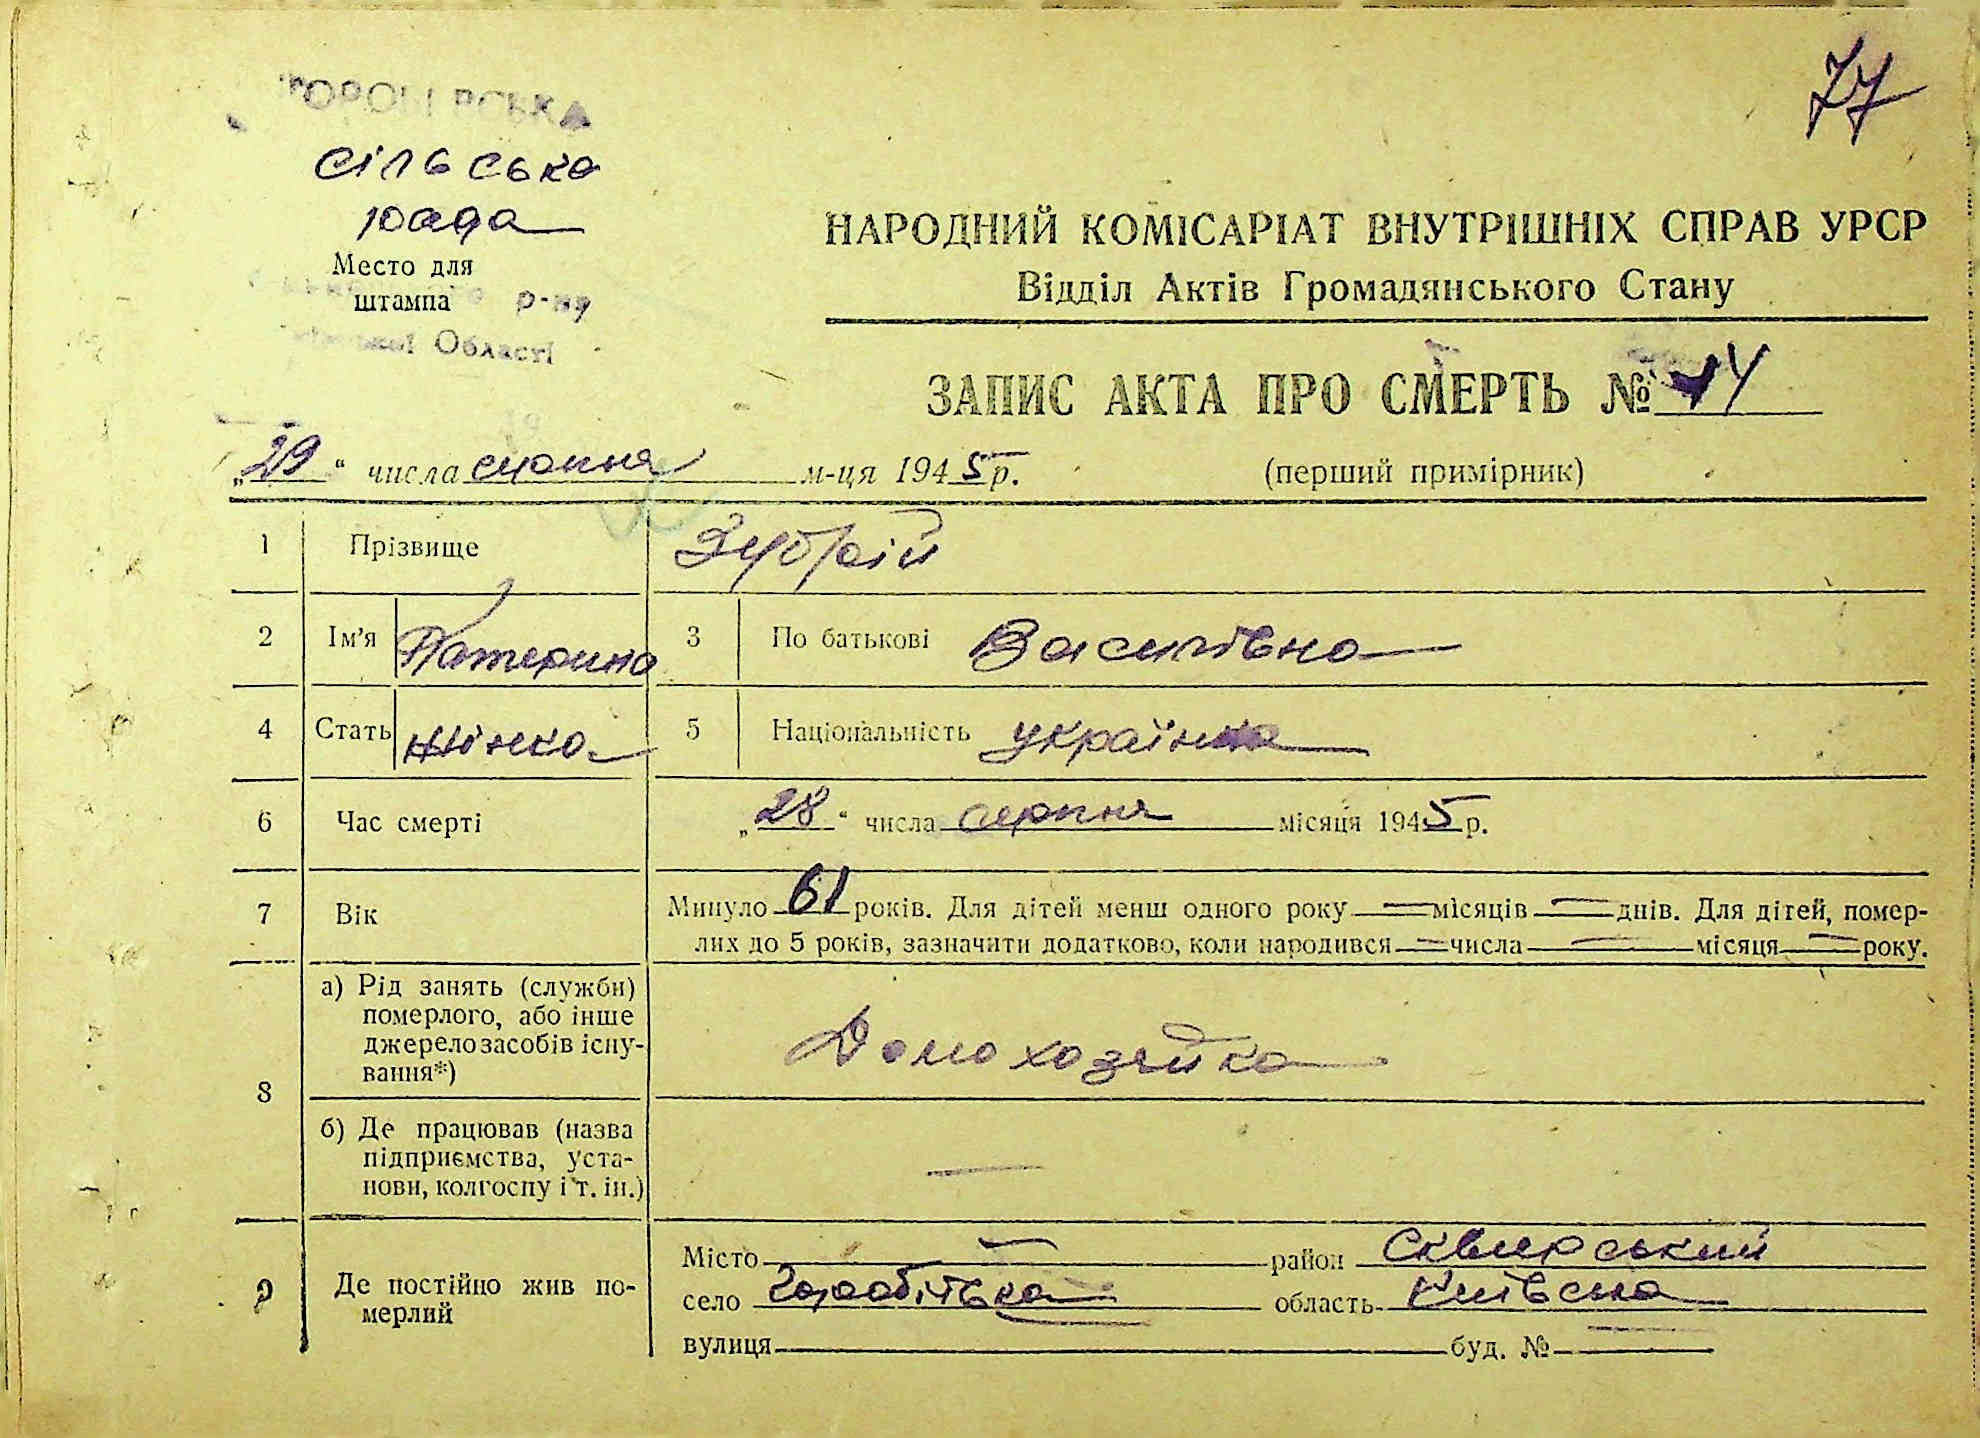 77
сільська
рада
Место для
штампа
р-ну
Області
НАРОДНИЙ КОМІСАРІАТ ВНУТРІШНІХ СПРАВ УРСР
Відділ Актів Громадянського Стану
ЗАПИС АКТА ПРО СМЕРТЬ № 14
„29“ числа серпня м-ця 1945 р.
(перший примірник)
1 Прізвище Зубрій
2 Ім'я Катерина 3 По батькові Василівна
4 Стать жінка 5 Національність українка
6 Час смерті „28“ числа серпня місяця 1945 р.
7 Вік Минуло 61 років. Для дітей менш одного року — місяців — днів. Для дітей, помер-
лих до 5 років, зазначити додатково, коли народився — числа — місяця — року.
8 а) Рід занять (служби)
померлого, або інше
джерело засобів існу-
вання*)
Домохозяйка
б) Де працював (назва
підприємства, уста-
нови, колгоспу і т. ін.)
—
9 Де постійно жив по-
мерлий
Місто — район Сквирський
село область Київська
вулиця буд. № —